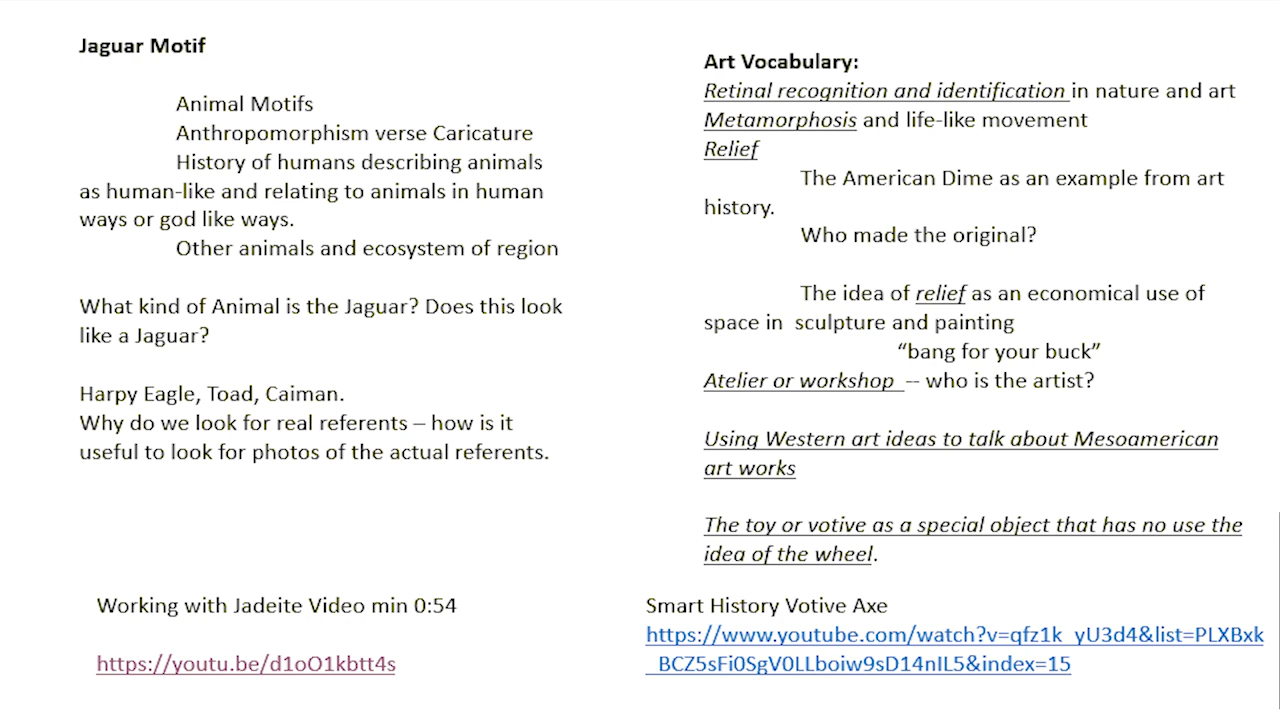 Jaguar Motif
Animal Motifs
Anthropomorphism verse Caricature
History of humans describing animals
as human-like and relating to animals in human
ways or god like ways.
Other animals and ecosystem of region
What kind of Animal is the Jaguar? Does this look
like a Jaguar?
Harpy Eagle, Toad, Caiman.
Why do we look for real referents – how is it
useful to look for photos of the actual referents.
Working with Jadeite Video min 0:54
https://youtu.be/d1oO1kbtt4s
Art Vocabulary:
Retinal recognition and identification in nature and art
Metamorphosis and life-like movement
Relief
The American Dime as an example from art
history.
Who made the original?
The idea of relief as an economical use of
space in  sculpture and painting
“bang for your buck”
Atelier or workshop -- who is the artist?
Using Western art ideas to talk about Mesoamerican
art works
The toy or votive as a special object that has no use the
idea of the wheel.
Smart History Votive Axe
https://www.youtube.com/watch?v=qfz1k_yU3d4&list=PLXBxk
_BCZ5sFi0SgV0LLboiw9sD14nIL5&index=15